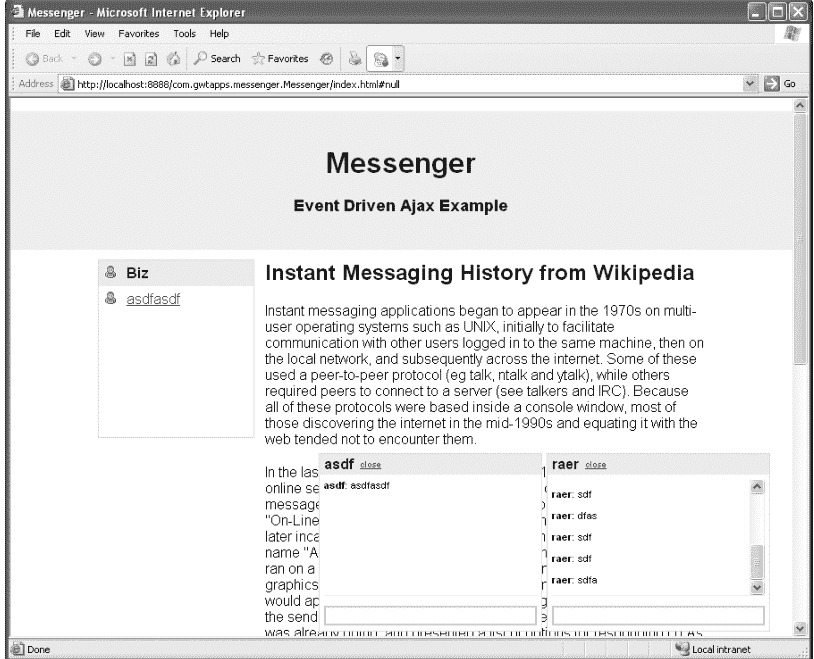 Messenger - Microsoft Internet Explorer
File Edit View Favorites Tools Help
Back Search Favorites
Address http://localhost:8888/com.gwtapps.messenger.Messenger/index.html#null Go
Messenger
Event Driven Ajax Example
Biz
asdfasdf
Instant Messaging History from Wikipedia
Instant messaging applications began to appear in the 1970s on multi-
user operating systems such as UNIX, initially to facilitate
communication with other users logged in to the same machine, then on
the local network, and subsequently across the internet. Some of these
used a peer-to-peer protocol (eg talk, ntalk and ytalk), while others
required peers to connect to a server (see talkers and IRC). Because
all of these protocols were based inside a console window, most of
those discovering the internet in the mid-1990s and equating it with the
web tended not to encounter them.
In the las
online se
message
"On-Line
later inca
name "A
ran on a
graphics
would ap
the send
was already
asdf close
asdf: asdfasdf
raer close
raer: sdf
raer: dfas
raer: sdf
raer: sdf
raer: sdfa
Done Local intranet